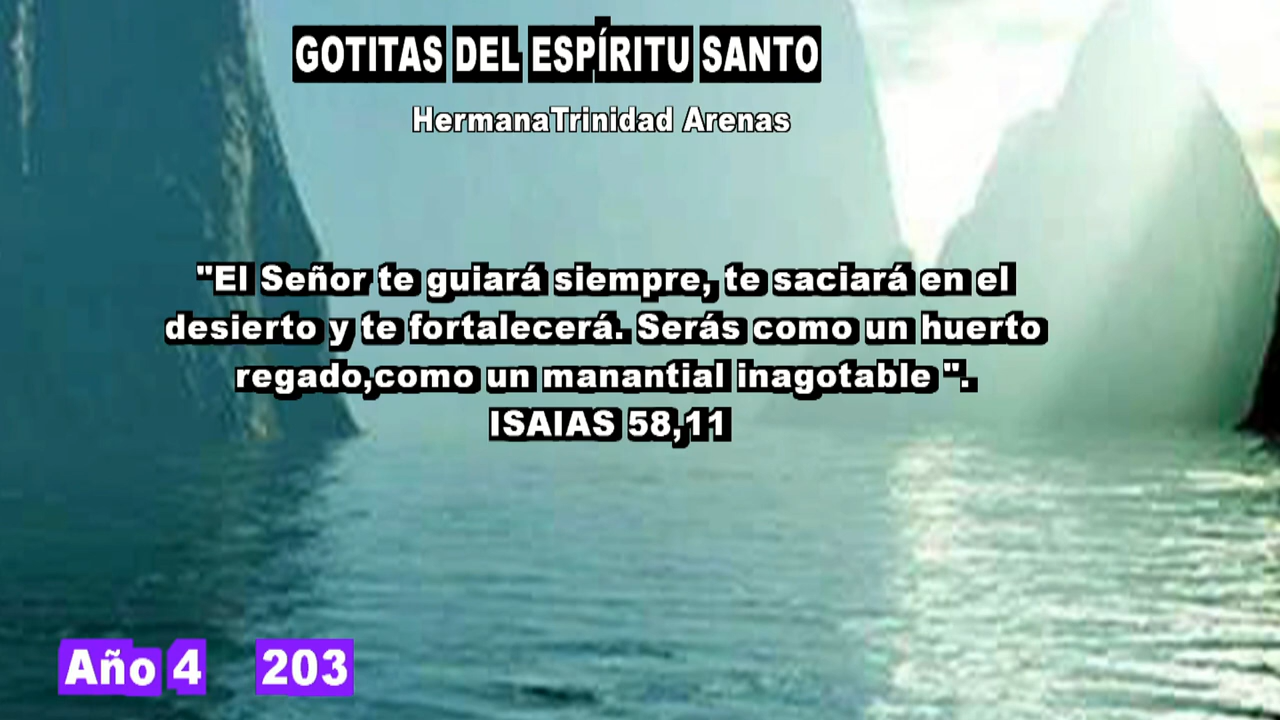 GOTITAS DEL ESPÍRITU SANTO
HermanaTrinidad Arenas
"El Señor te guiará siempre, te saciará en el
desierto y te fortalecerá. Serás como un huerto
regado,como un manantial inagotable ".
ISAIAS 58,11
Año 4 203